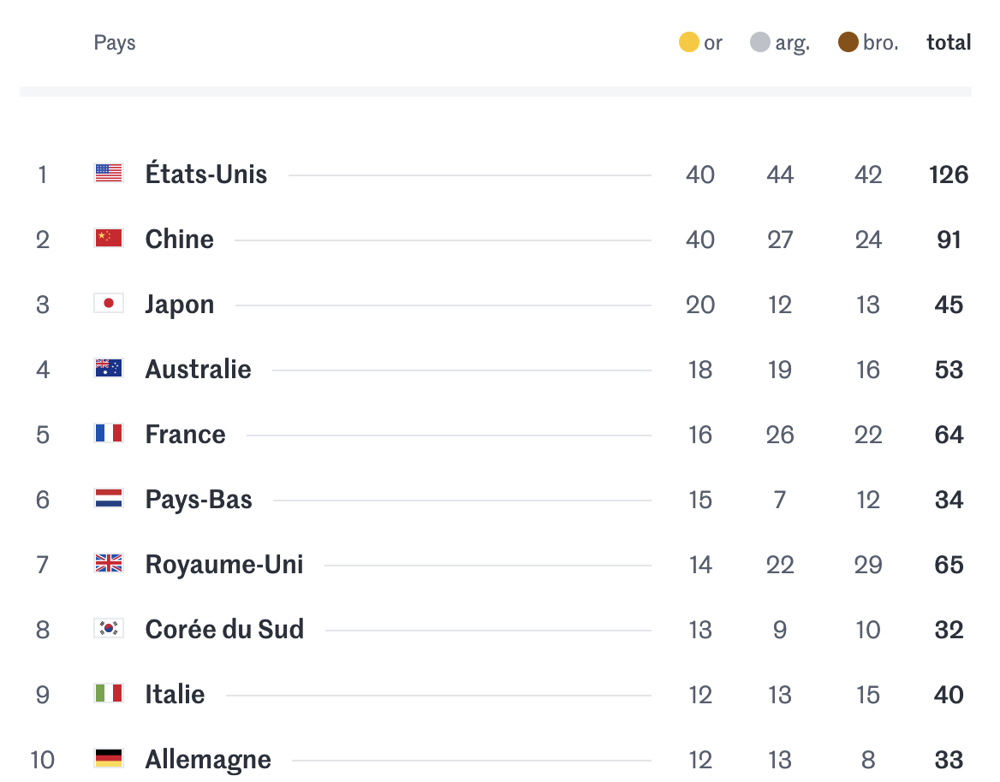 Pays or arg. bro. total
1 États-Unis 40 44 42 126
2 Chine 40 27 24 91
3 Japon 20 12 13 45
4 Australie 18 19 16 53
5 France 16 26 22 64
6 Pays-Bas 15 7 12 34
7 Royaume-Uni 14 22 29 65
8 Corée du Sud 13 9 10 32
9 Italie 12 13 15 40
10 Allemagne 12 13 8 33